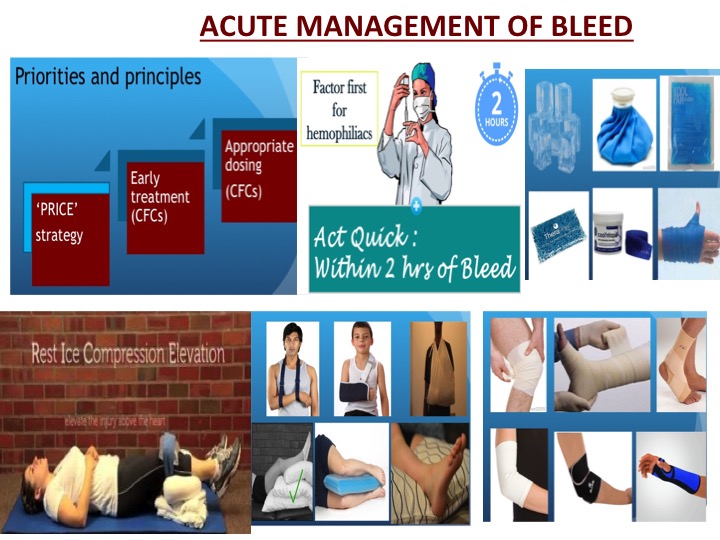 ACUTE MANAGEMENT OF BLEED
Priorities and principles
‘PRICE’
strategy
Early
treatment
(CFCs)
Appropriate
dosing
(CFCs)
Factor first
for
hemophiliacs
2
HOURS
Act Quick :
Within 2 hrs of Bleed
Rest Ice Compression Elevation
elevate the injury above the heart